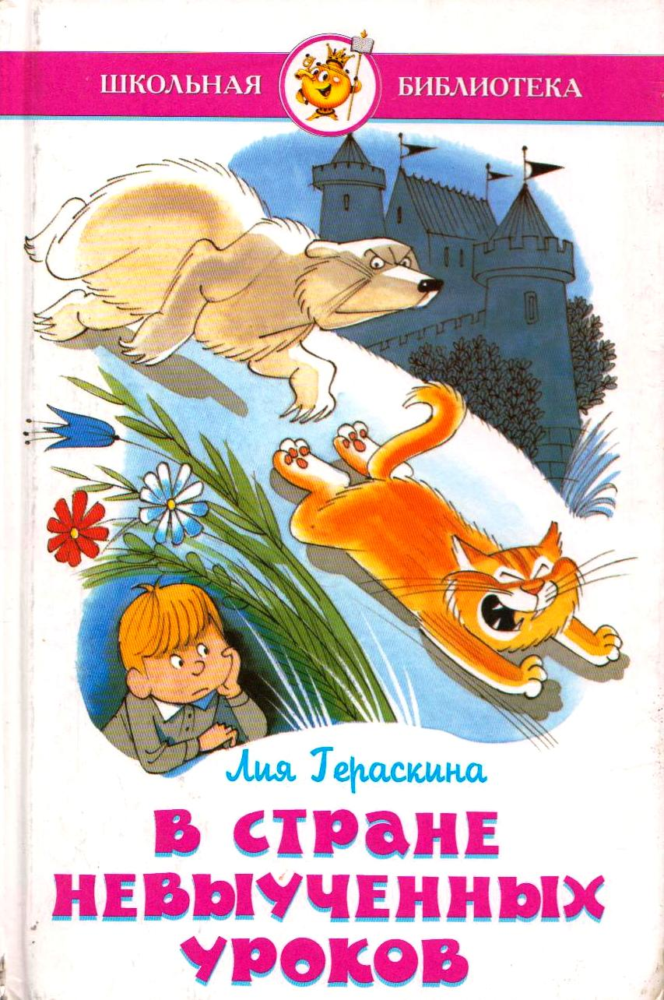 ШКОЛЬНАЯ БИБЛИОТЕКА
Лия Гераскина
В СТРАНЕ
НЕВЫУЧЕННЫХ
УРОКОВ